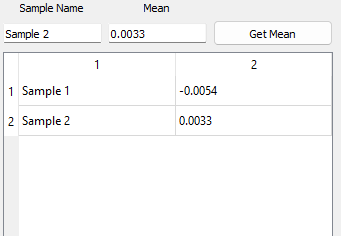 Sample Name Mean
Sample 2 0.0033 Get Mean
1 2
1 Sample 1 -0.0054
2 Sample 2 0.0033